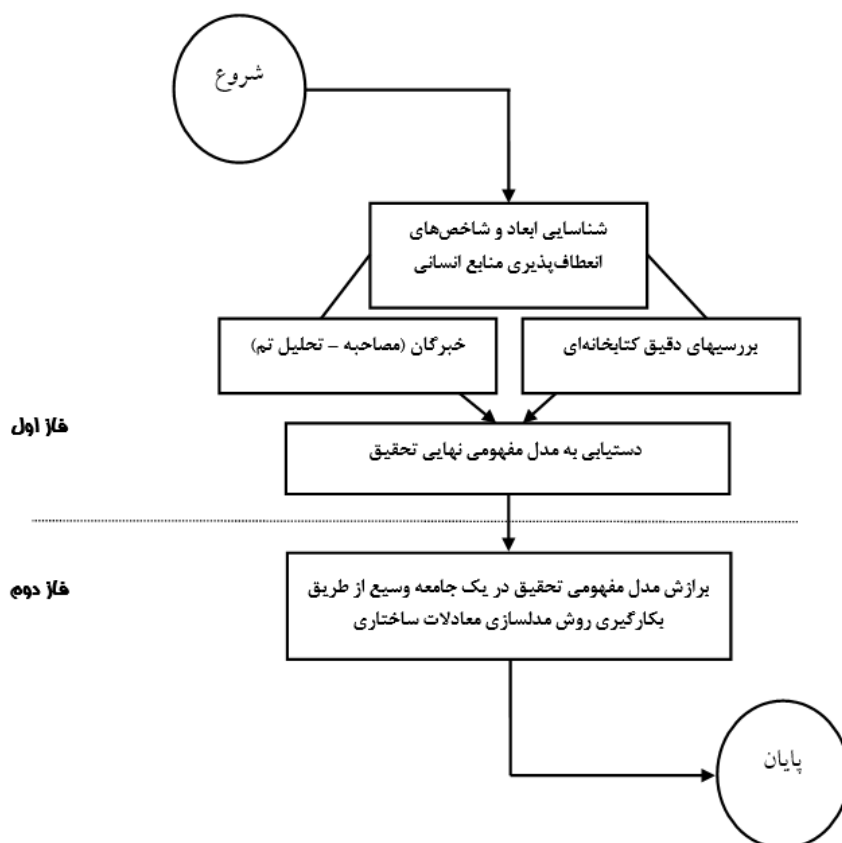 شروع
شناسایی ابعاد و شاخص‌های
انعطاف‌پذیری منابع انسانی
بررسیهای دقیق کتابخانه‌ای
خبرگان (مصاحبه – تحلیل تم)
فاز اول
دستیابی به مدل مفهومی نهایی تحقیق
فاز دوم
برازش مدل مفهومی تحقیق در یک جامعه وسیع از طریق
بکارگیری روش مدلسازی معادلات ساختاری
پایان